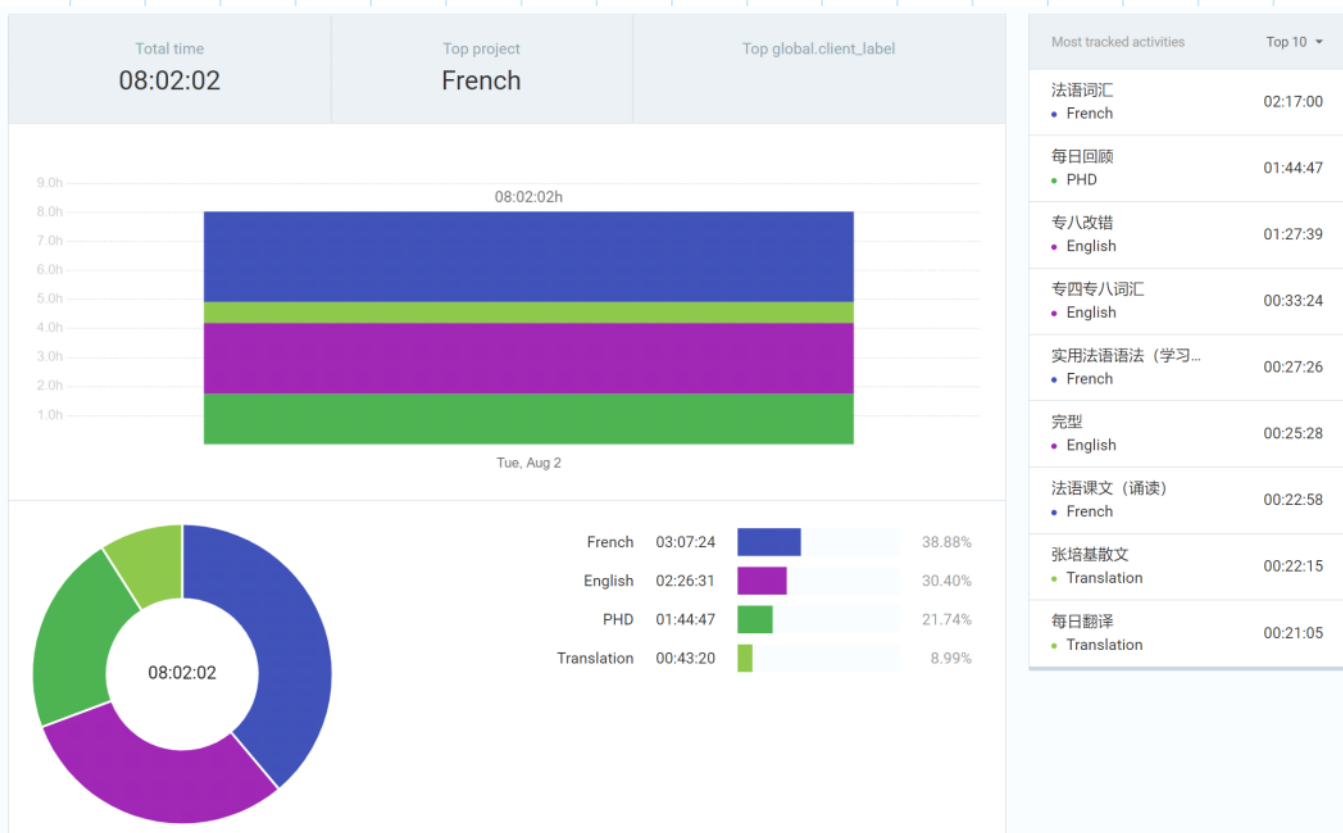 Total time
08:02:02
Top project
French
Top global.client_label
9.0h
8.0h
7.0h
6.0h
5.0h
4.0h
3.0h
2.0h
1.0h
08:02:02h
Tue, Aug 2
08:02:02
French 03:07:24 38.88%
English 02:26:31 30.40%
PHD 01:44:47 21.74%
Translation 00:43:20 8.99%
Most tracked activities Top 10
法语词汇
French
02:17:00
每日回顾
PHD
01:44:47
专八改错
English
01:27:39
专四专八词汇
English
00:33:24
实用法语语法（学习...
French
00:27:26
完型
English
00:25:28
法语课文（诵读）
French
00:22:58
张培基散文
Translation
00:22:15
每日翻译
Translation
00:21:05